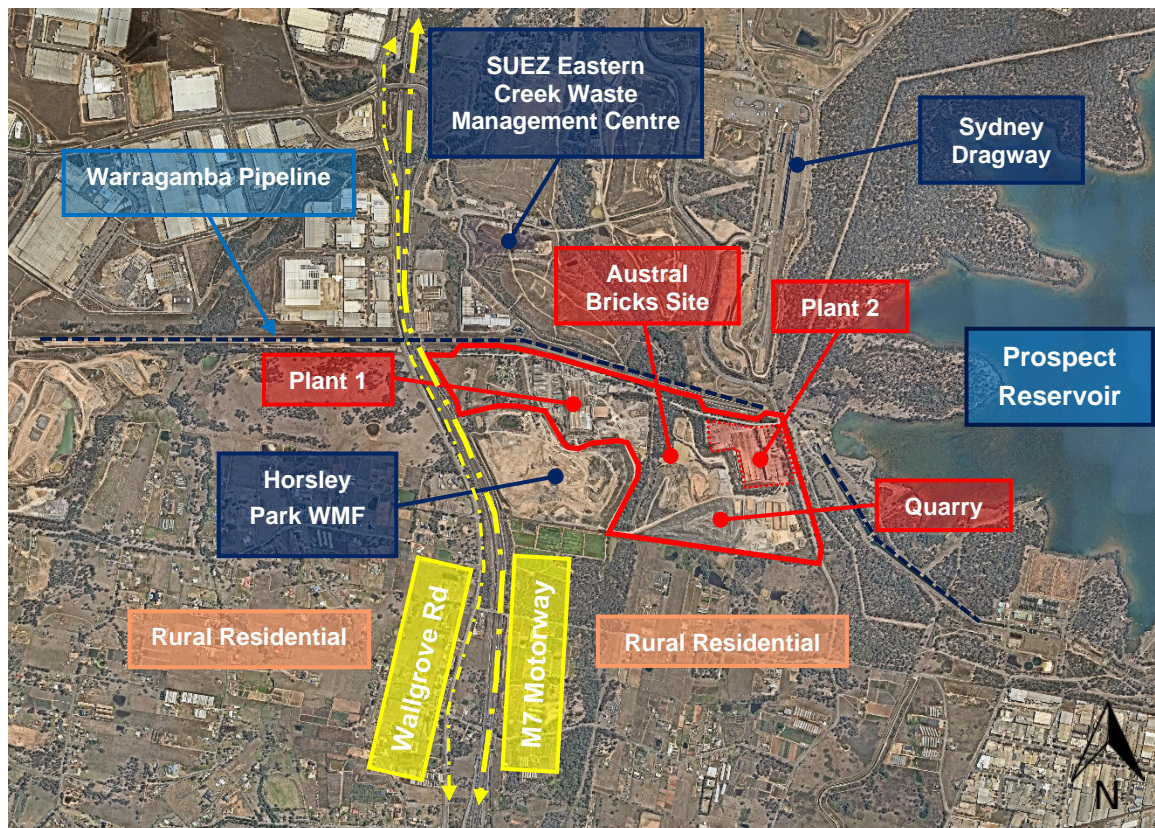 SUEZ Eastern
Creek Waste
Management Centre
Sydney
Dragway
Warragamba Pipeline
Austral
Bricks Site
Plant 2
Prospect
Reservoir
Plant 1
Horsley
Park WMF
Quarry
Wallgrove Rd
M7 Motorway
Rural Residential
Rural Residential
N